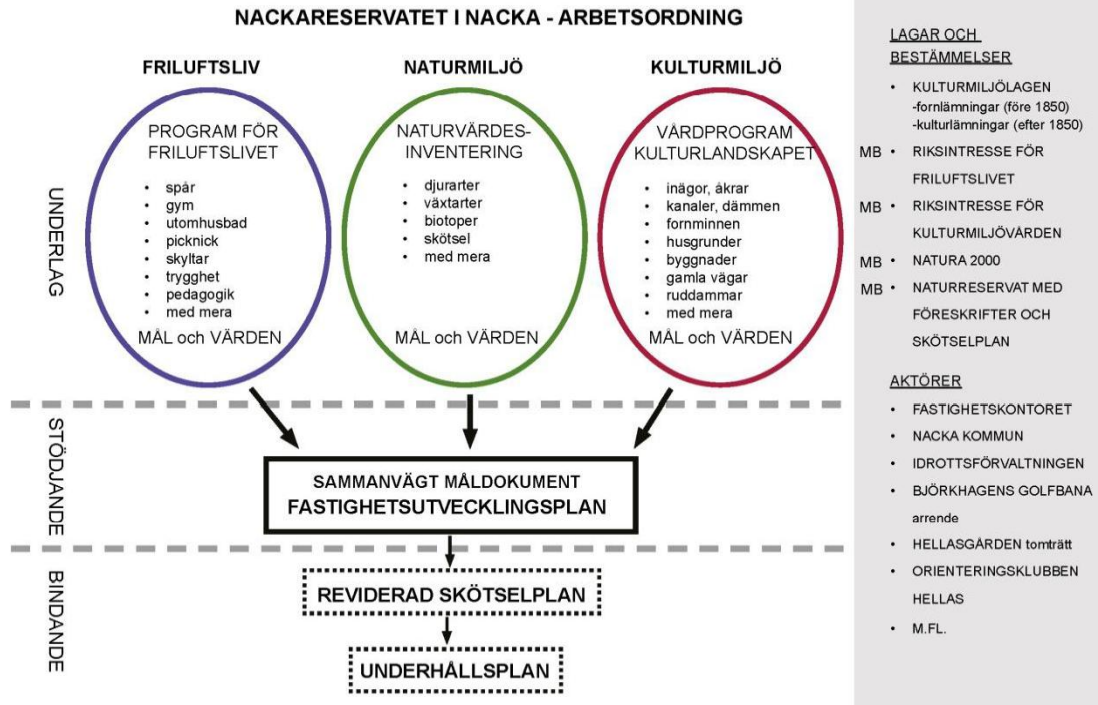 NACKARESERVATET I NACKA - ARBETSORDNING
FRILUFTSLIV
NATURMILJÖ
KULTURMILJÖ
UNDERLAG
PROGRAM FÖR
FRILUFTSLIVET
• spår
• gym
• utomhusbad
• picknick
• skyltar
• trygghet
• pedagogik
• med mera
MÅL och VÄRDEN
NATURVÄRDES-
INVENTERING
• djurarter
• växtarter
• biotoper
• skötsel
• med mera
MÅL och VÄRDEN
VÅRDPROGRAM
KULTURLANDSKAPET
• inägor, åkrar
• kanaler, dämmen
• fornminnen
• husgrunder
• byggnader
• gamla vägar
• ruddammar
• med mera
MÅL och VÄRDEN
STÖDJANDE
SAMMANVÄGT MÅLDOKUMENT
FASTIGHETSUTVECKLINGSPLAN
BINDANDE
REVIDERAD SKÖTSELPLAN
UNDERHÅLLSPLAN
LAGAR OCH
BESTÄMMELSER
• KULTURMILJÖLAGEN
-fornlämningar (före 1850)
-kulturlämningar (efter 1850)
MB • RIKSINTRESSE FÖR
FRILUFTSLIVET
MB • RIKSINTRESSE FÖR
KULTURMILJÖVÅRDEN
MB • NATURA 2000
MB • NATURRESERVAT MED
FÖRESKRIFTER OCH
SKÖTSELPLAN
AKTÖRER
• FASTIGHETSKONTORET
• NACKA KOMMUN
• IDROTTSFÖRVALTNINGEN
• BJÖRKHAGENS GOLFBANA
arrende
• HELLASGÅRDEN tomträtt
• ORIENTERINGSKLUBBEN
HELLAS
• M.FL.